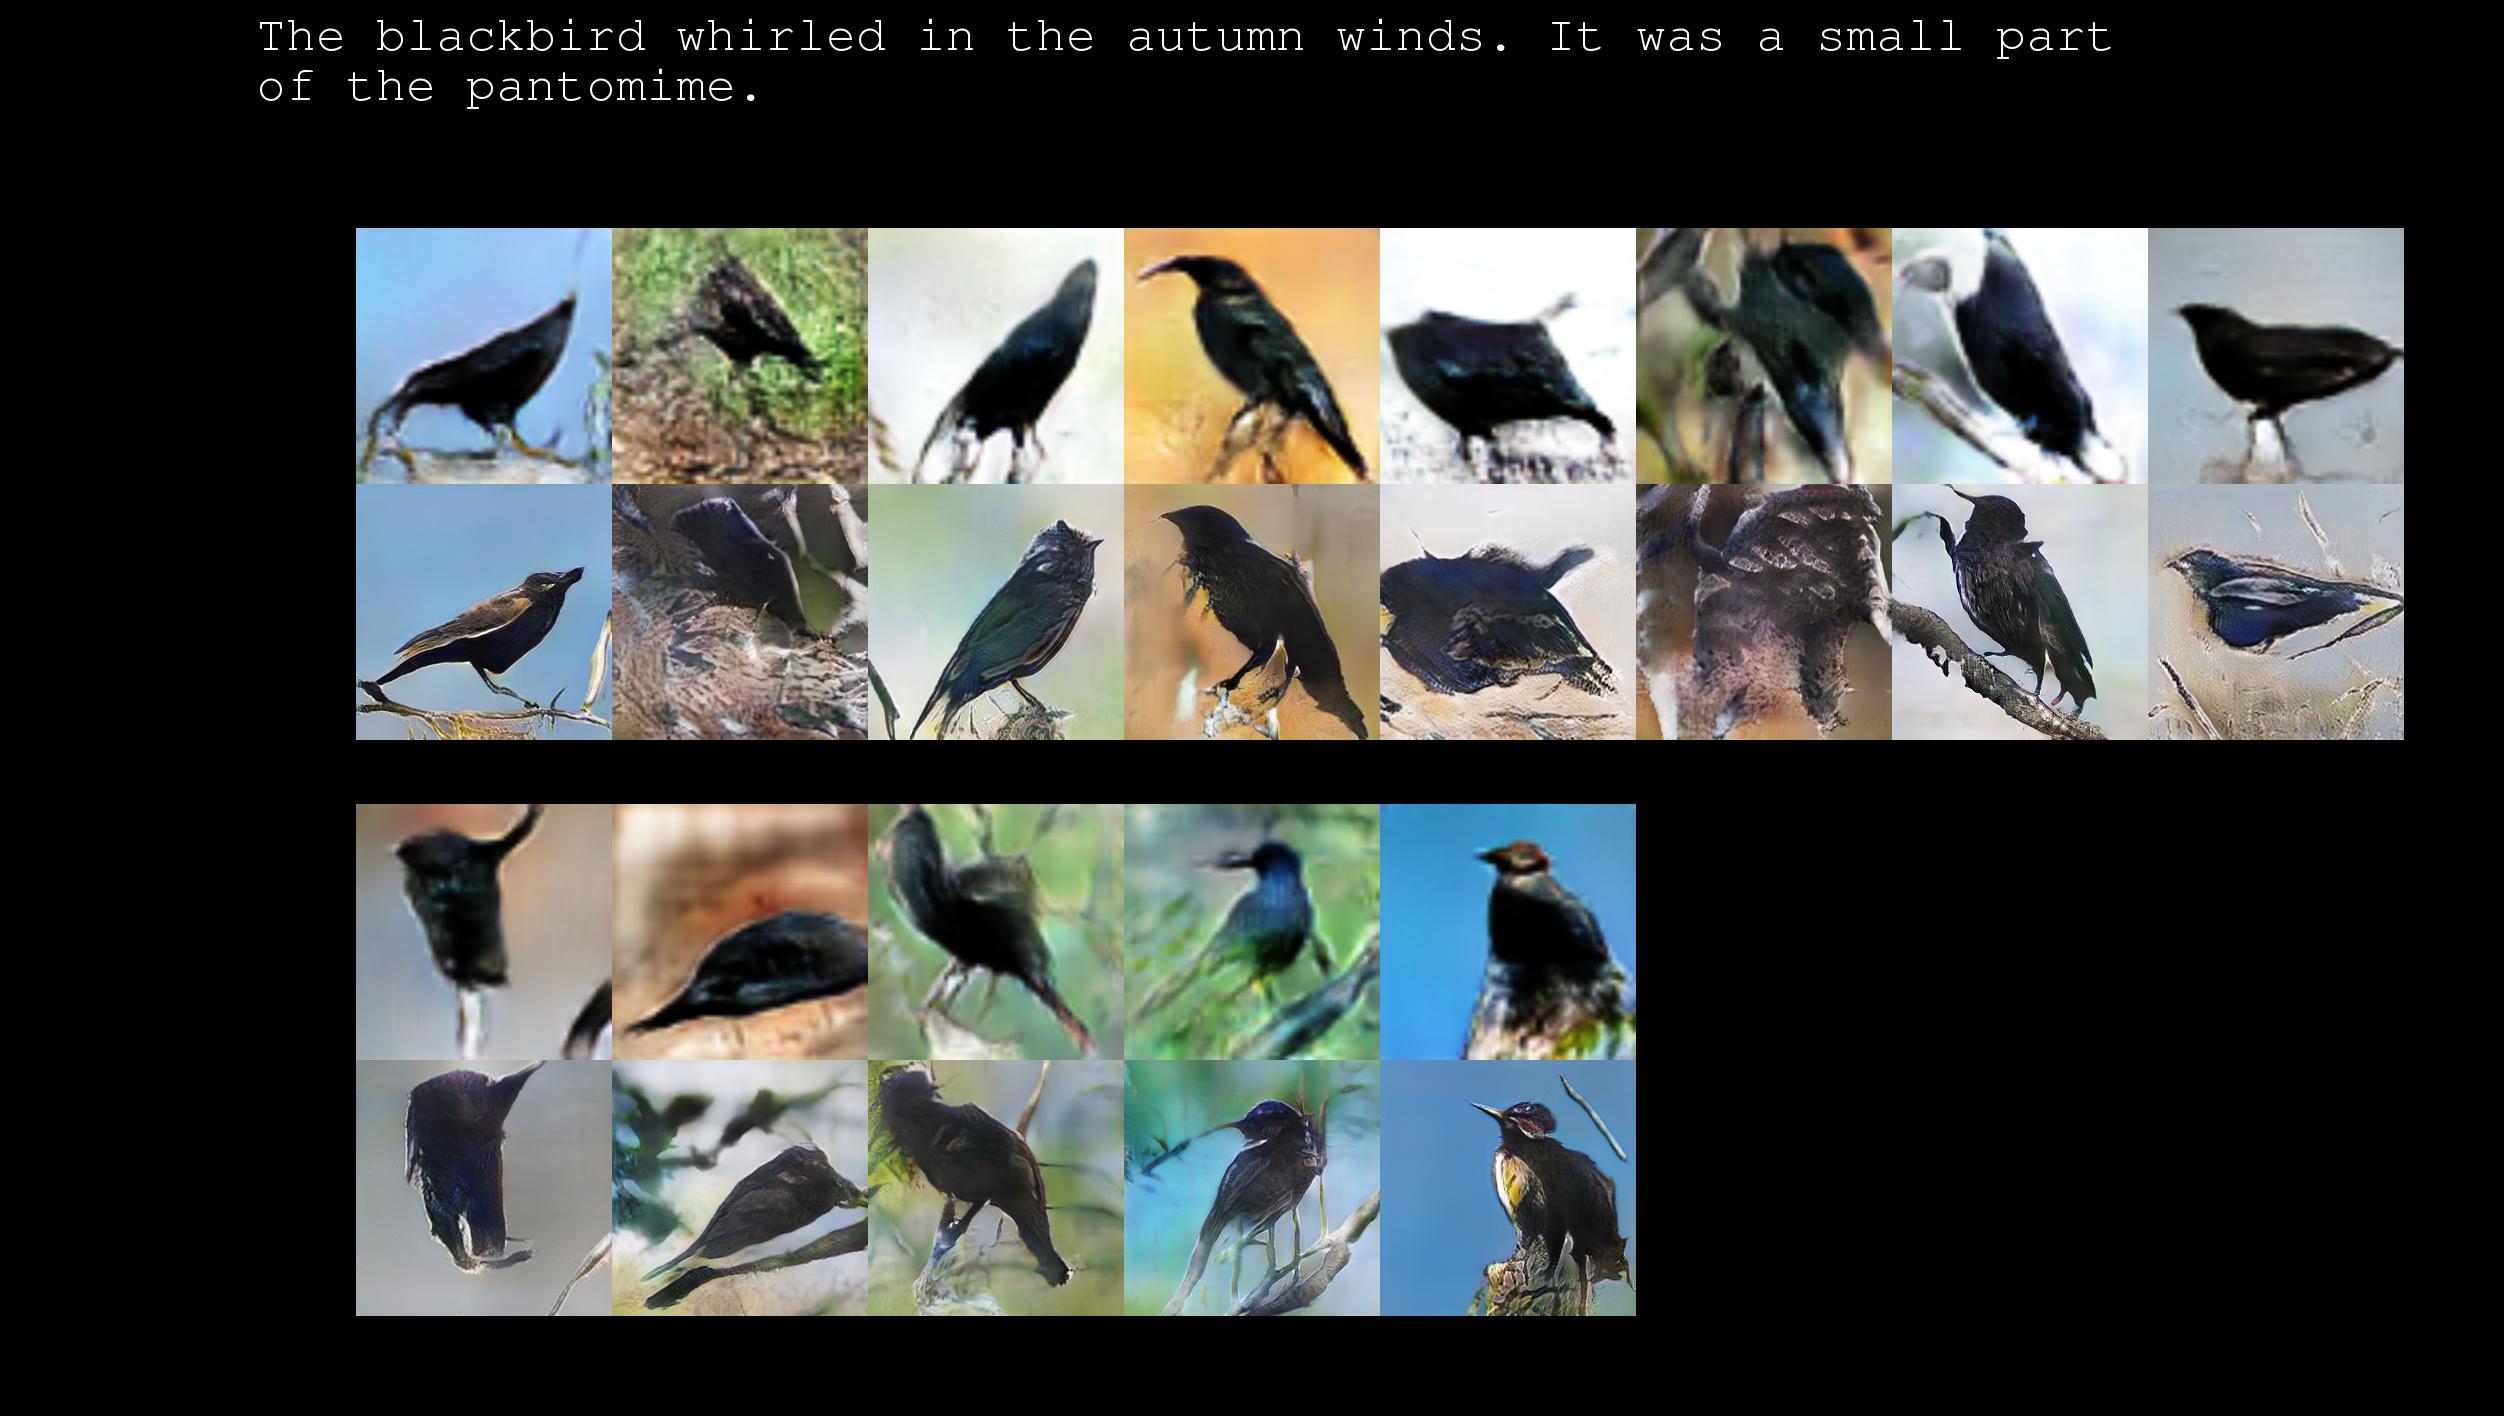 The blackbird whirled in the autumn winds. It was a small part
of the pantomime.